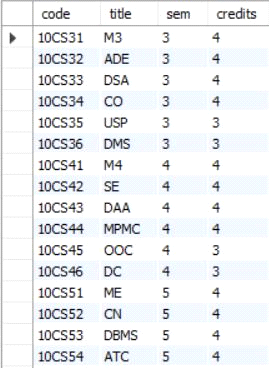 code title sem credits
10CS31 M3 3 4
10CS32 ADE 3 4
10CS33 DSA 3 4
10CS34 CO 3 4
10CS35 USP 3 3
10CS36 DMS 3 3
10CS41 M4 4 4
10CS42 SE 4 4
10CS43 DAA 4 4
10CS44 MPMC 4 4
10CS45 OOC 4 3
10CS46 DC 4 3
10CS51 ME 5 4
10CS52 CN 5 4
10CS53 DBMS 5 4
10CS54 ATC 5 4